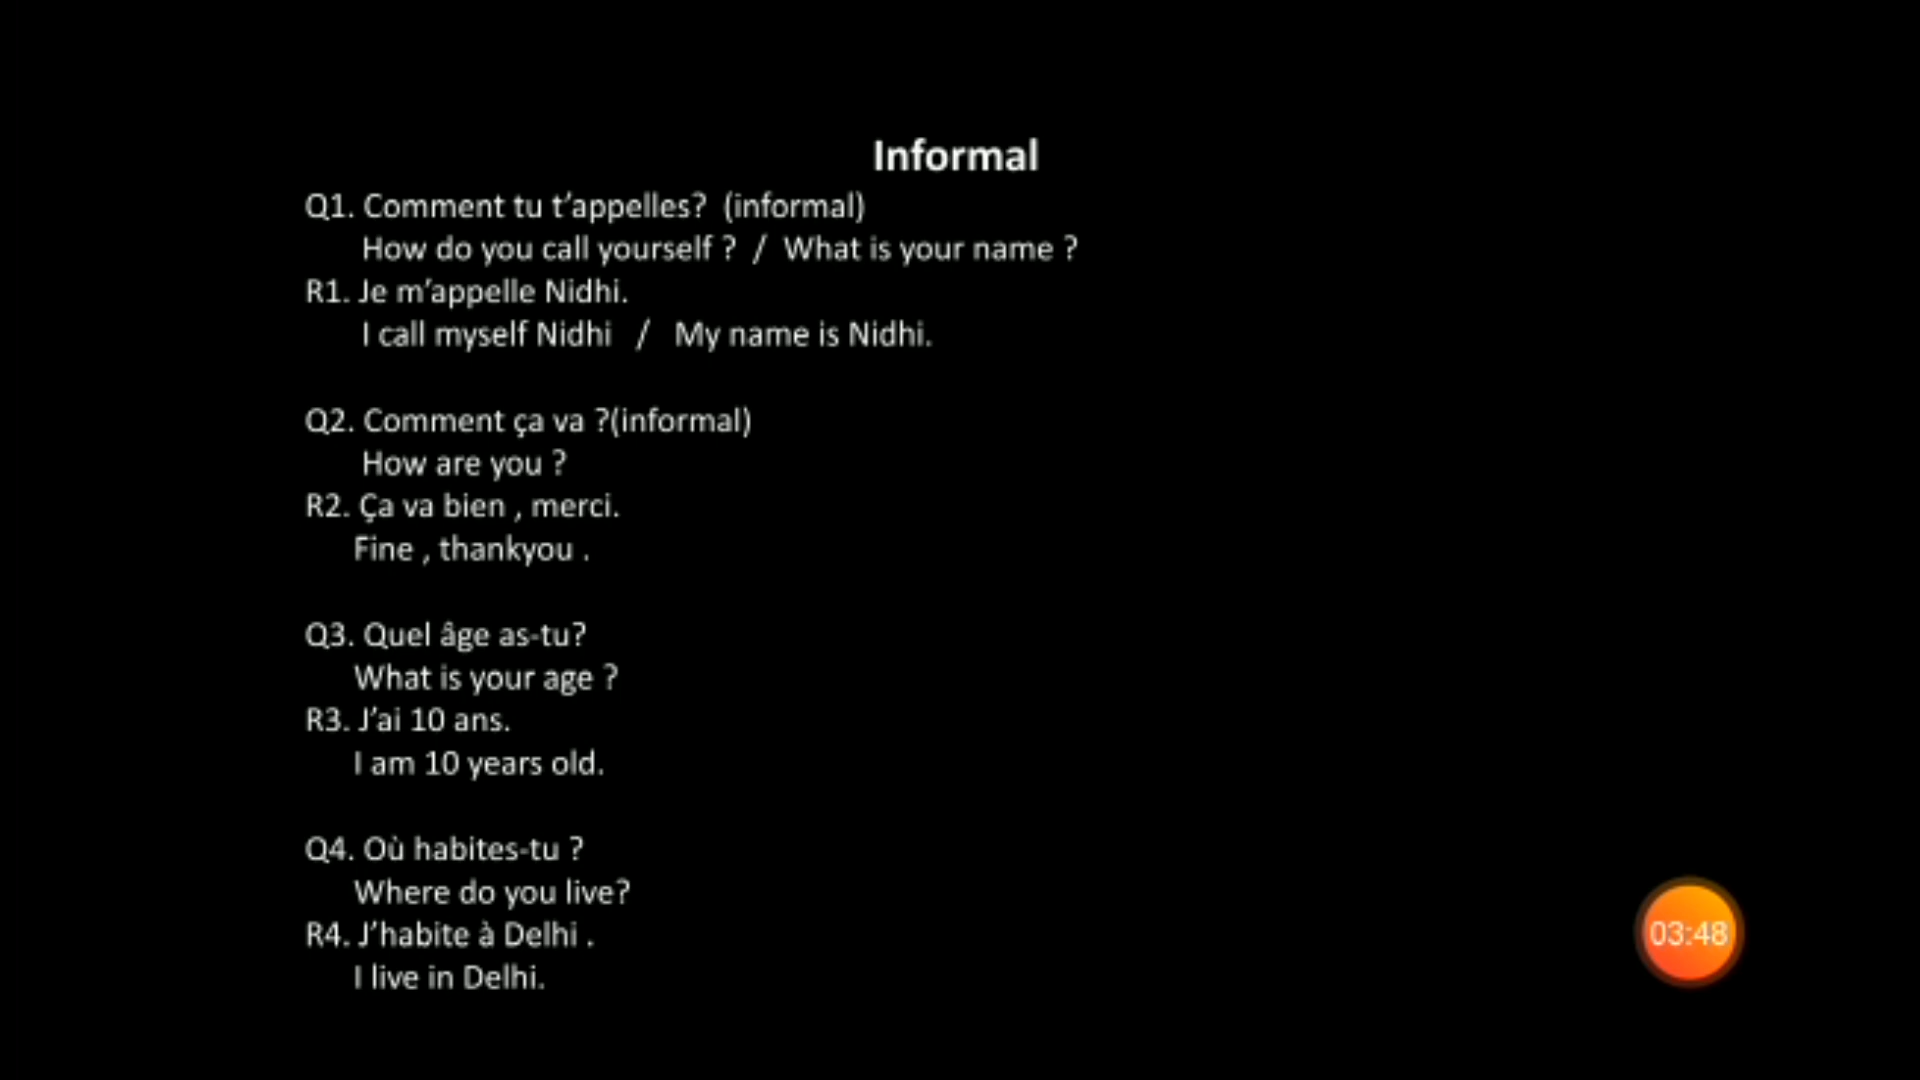 Informal
Q1. Comment tu t’appelles? (informal)
How do you call yourself ? / What is your name ?
R1. Je m’appelle Nidhi.
I call myself Nidhi / My name is Nidhi.
Q2. Comment ça va ?(informal)
How are you ?
R2. Ça va bien , merci.
Fine , thankyou .
Q3. Quel âge as-tu?
What is your age ?
R3. J’ai 10 ans.
I am 10 years old.
Q4. Où habites-tu ?
Where do you live?
R4. J’habite à Delhi .
I live in Delhi.
03:48